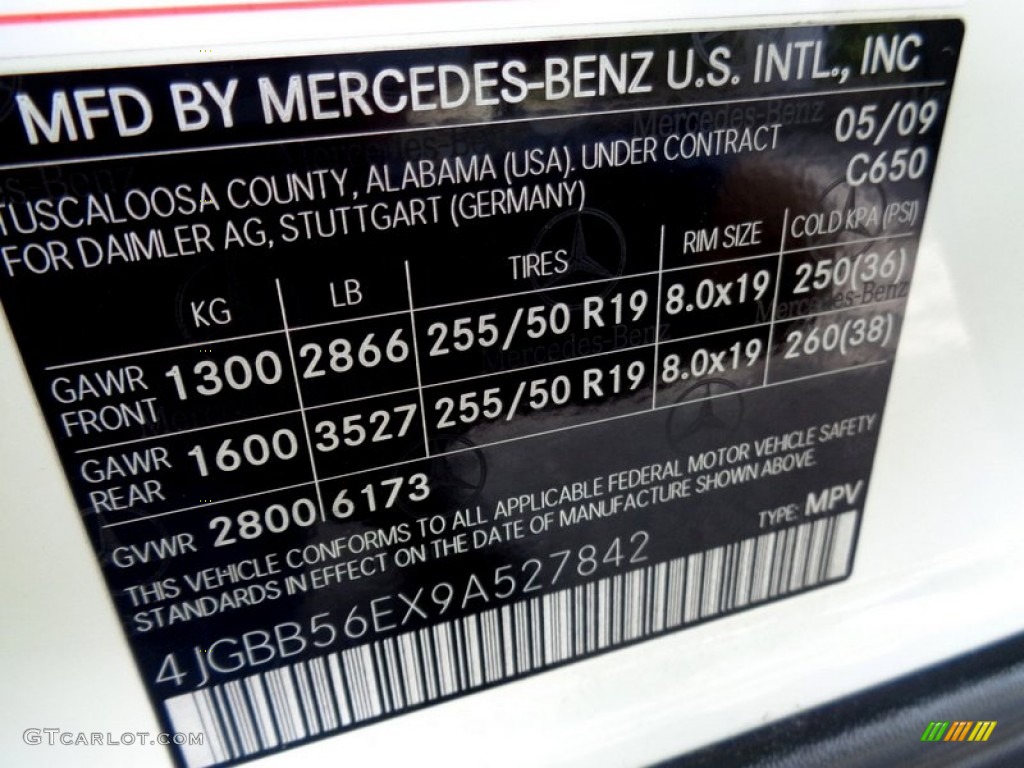 MFD BY MERCEDES-BENZ U.S. INTL., INC
TUSCALOOSA COUNTY, ALABAMA (USA). UNDER CONTRACT 05/09
FOR DAIMLER AG, STUTTGART (GERMANY) C650
KG LB TIRES RIM SIZE COLD KPA (PSI)
GAWR FRONT 1300 2866 255/50 R19 8.0x19 250(36)
GAWR REAR 1600 3527 255/50 R19 8.0x19 260(38)
GVWR 2800 6173
THIS VEHICLE CONFORMS TO ALL APPLICABLE FEDERAL MOTOR VEHICLE SAFETY
STANDARDS IN EFFECT ON THE DATE OF MANUFACTURE SHOWN ABOVE.
4JGBB56EX9A527842 TYPE: MPV
GTCARLOT.COM